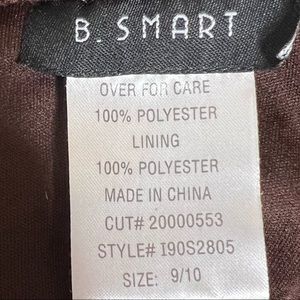 B. SMART
OVER FOR CARE
100% POLYESTER
LINING
100% POLYESTER
MADE IN CHINA
CUT# 20000553
STYLE# I90S2805
SIZE: 9/10